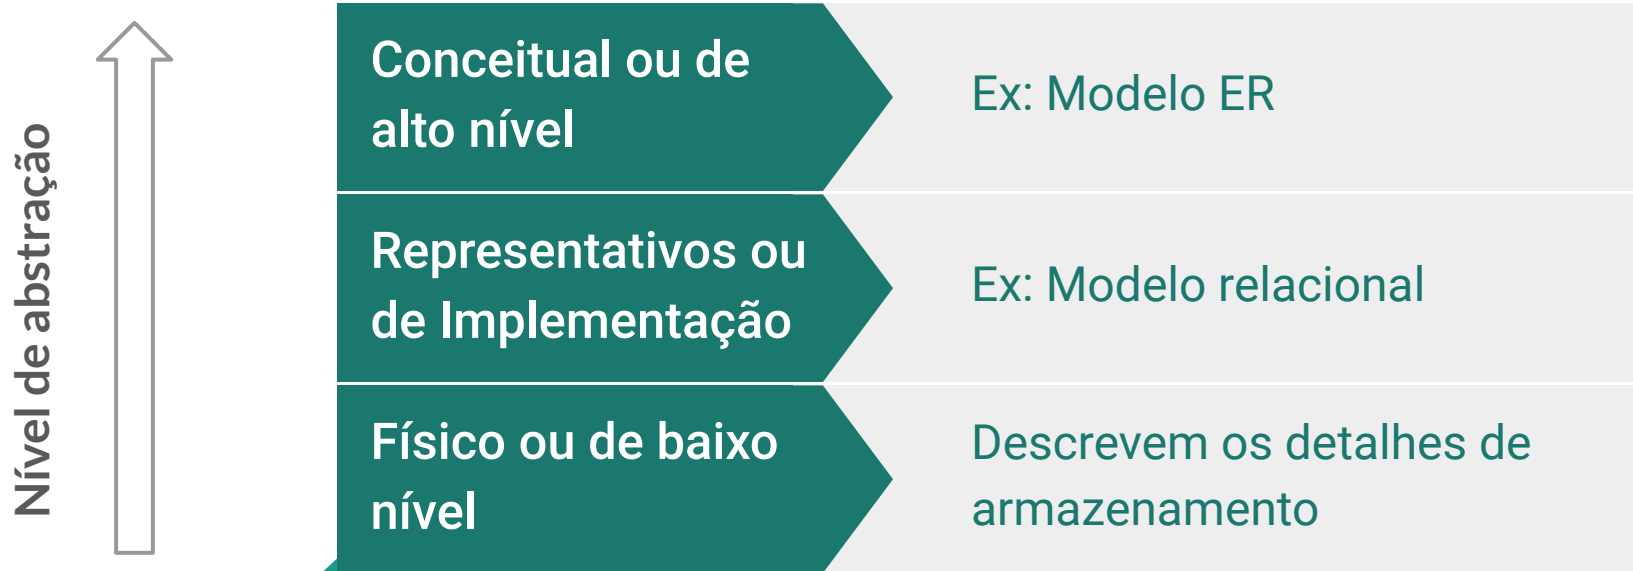 Nível de abstração
Conceitual ou de
alto nível
Ex: Modelo ER
Representativos ou
de Implementação
Ex: Modelo relacional
Físico ou de baixo
nível
Descrevem os detalhes de
armazenamento